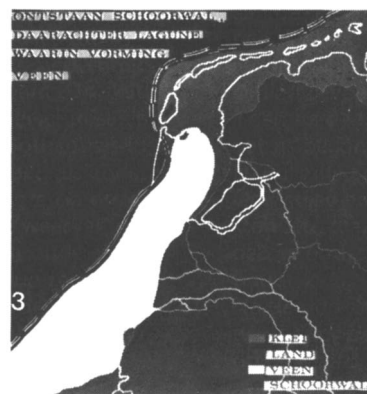 ONTSTAAN SCHOORWAL,,
DAARACHTER LAGUNE
WAARIN VORMING
VEEN
3
KLEI
LAND
VEEN
SCHOORWAL